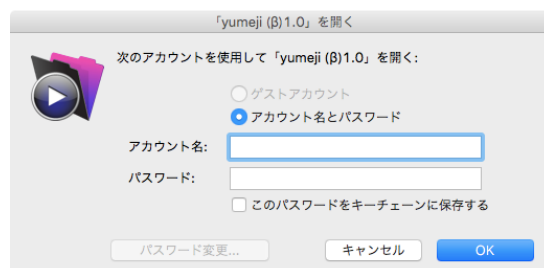 「yumeji (β)1.0」を開く
次のアカウントを使用して「yumeji (β)1.0」を開く:
ゲストアカウント
アカウント名とパスワード
アカウント名:
パスワード:
このパスワードをキーチェーンに保存する
パスワード変更... キャンセル OK